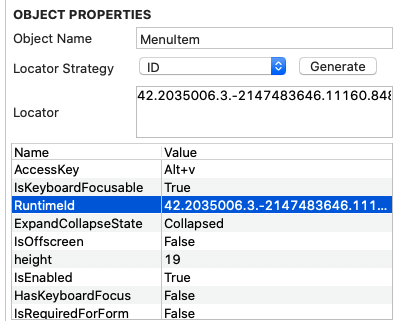 OBJECT PROPERTIES
Object Name MenuItem
Locator Strategy ID Generate
Locator 42.2035006.3.-2147483646.11160.848
Name Value
AccessKey Alt+v
IsKeyboardFocusable True
RuntimeId 42.2035006.3.-2147483646.111...
ExpandCollapseState Collapsed
IsOffscreen False
height 19
IsEnabled True
HasKeyboardFocus False
IsRequiredForForm False